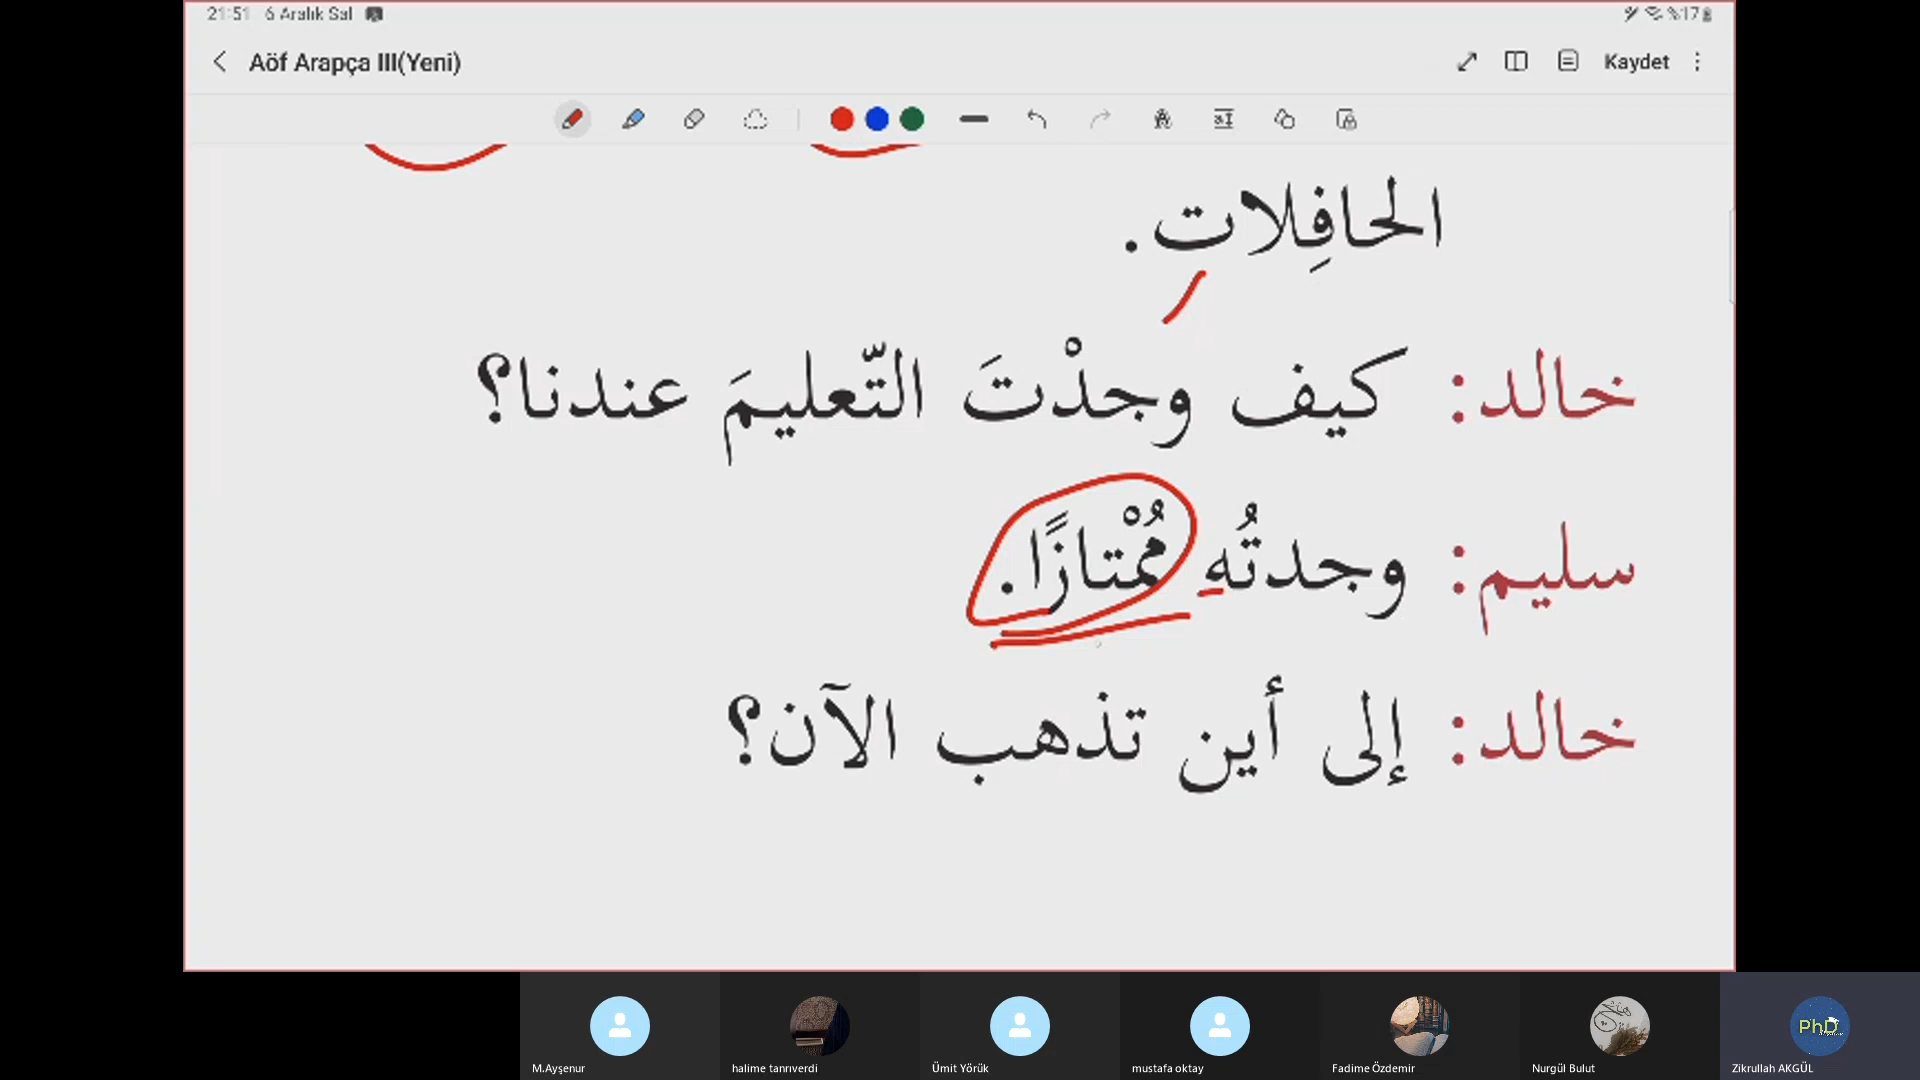 21:51 6 Aralık Sal %17
Aöf Arapça III(Yeni) Kaydet
الحافِلات .
خالد: كيف وجدْتَ التّعليمَ عندنا؟
سليم: وجدتُه مُمْتازًا .
خالد: إلى أين تذهب الآن؟
M.Ayşenur halime tanrıverdi Ümit Yörük mustafa oktay Fadime Özdemir Nurgül Bulut Zikrullah AKGÜL
PhD